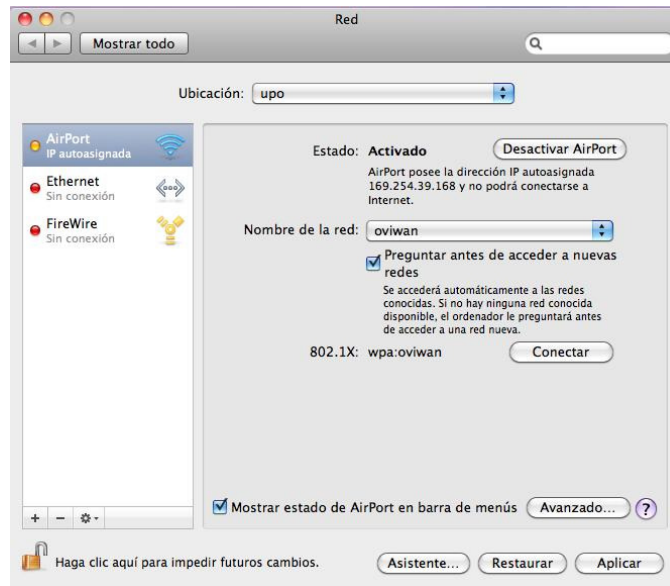 Red
Mostrar todo
Ubicación: upo
AirPort
IP autoasignada
Ethernet
Sin conexión
FireWire
Sin conexión
Estado: Activado Desactivar AirPort
AirPort posee la dirección IP autoasignada
169.254.39.168 y no podrá conectarse a
Internet.
Nombre de la red: oviwan
Preguntar antes de acceder a nuevas
redes
Se accederá automáticamente a las redes
conocidas. Si no hay ninguna red conocida
disponible, el ordenador le preguntará antes
de acceder a una red nueva.
802.1X: wpa:oviwan Conectar
Mostrar estado de AirPort en barra de menús Avanzado... ?
Haga clic aquí para impedir futuros cambios. Asistente... Restaurar Aplicar